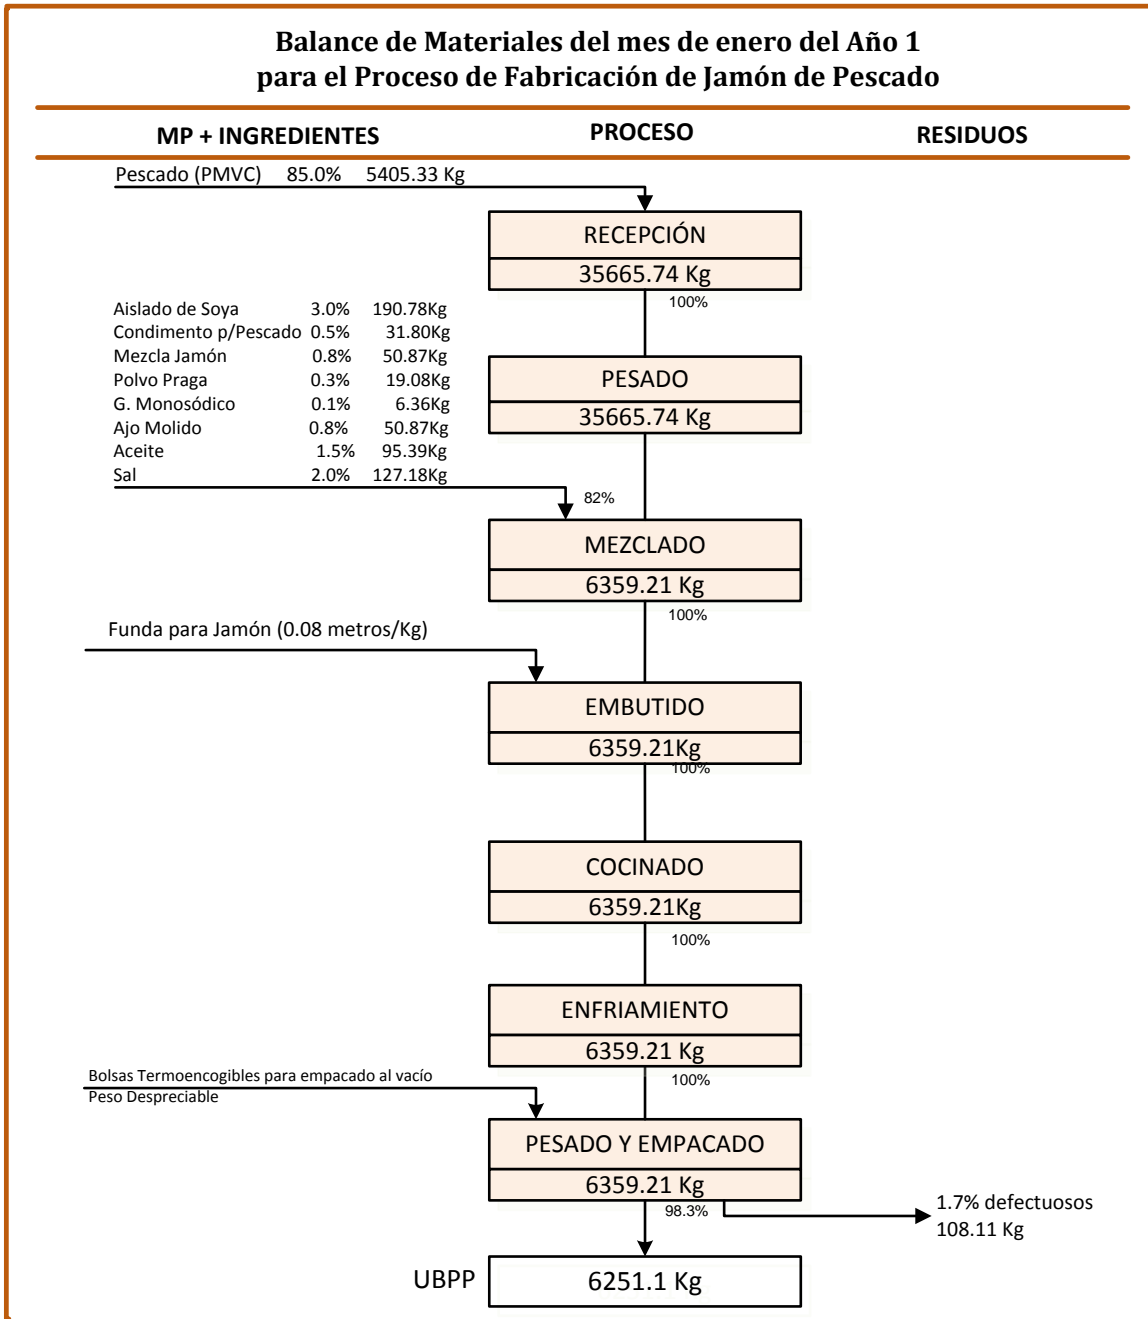 Balance de Materiales del mes de enero del Año 1
para el Proceso de Fabricación de Jamón de Pescado
MP + INGREDIENTES PROCESO RESIDUOS
Pescado (PMVC) 85.0% 5405.33 Kg
RECEPCIÓN
35665.74 Kg
100%
Aislado de Soya 3.0% 190.78Kg
Condimento p/Pescado 0.5% 31.80Kg
Mezcla Jamón 0.8% 50.87Kg
Polvo Praga 0.3% 19.08Kg
G. Monosódico 0.1% 6.36Kg
Ajo Molido 0.8% 50.87Kg
Aceite 1.5% 95.39Kg
Sal 2.0% 127.18Kg
PESADO
35665.74 Kg
82%
MEZCLADO
6359.21 Kg
100%
Funda para Jamón (0.08 metros/Kg)
EMBUTIDO
6359.21Kg
100%
COCINADO
6359.21Kg
100%
ENFRIAMIENTO
6359.21 Kg
100%
Bolsas Termoencogibles para empacado al vacío
Peso Despreciable
PESADO Y EMPACADO
6359.21 Kg
98.3%
1.7% defectuosos
108.11 Kg
UBPP 6251.1 Kg